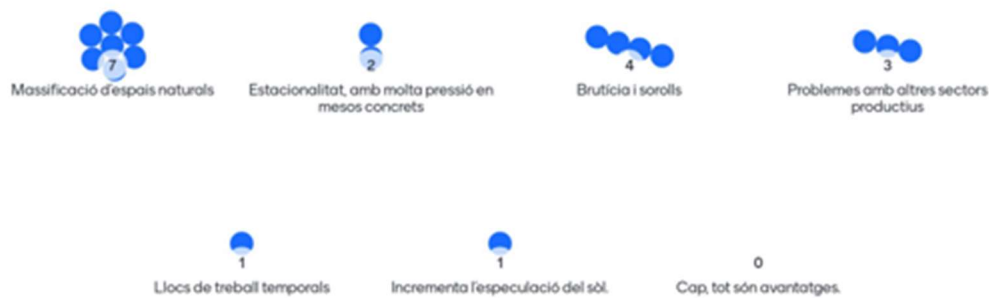 7
Massificació d'espais naturals
2
Estacionalitat, amb molta pressió en
mesos concrets
4
Brutícia i sorolls
3
Problemes amb altres sectors
productius
1
Llocs de treball temporals
1
Incrementa l'especulació del sòl.
0
Cap, tot són avantatges.